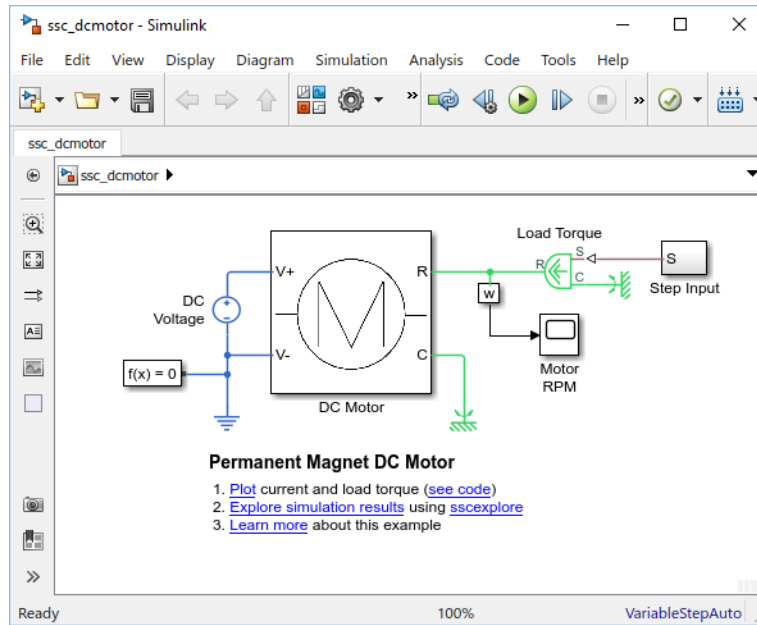 ssc_dcmotor - Simulink
File Edit View Display Diagram Simulation Analysis Code Tools Help
ssc_dcmotor
ssc_dcmotor
Load Torque
S
R
C
S
Step Input
V+
R
DC
Voltage
w
V-
C
f(x) = 0
Motor
RPM
DC Motor
Permanent Magnet DC Motor
1. Plot current and load torque (see code)
2. Explore simulation results using sscexplore
3. Learn more about this example
Ready 100% VariableStepAuto